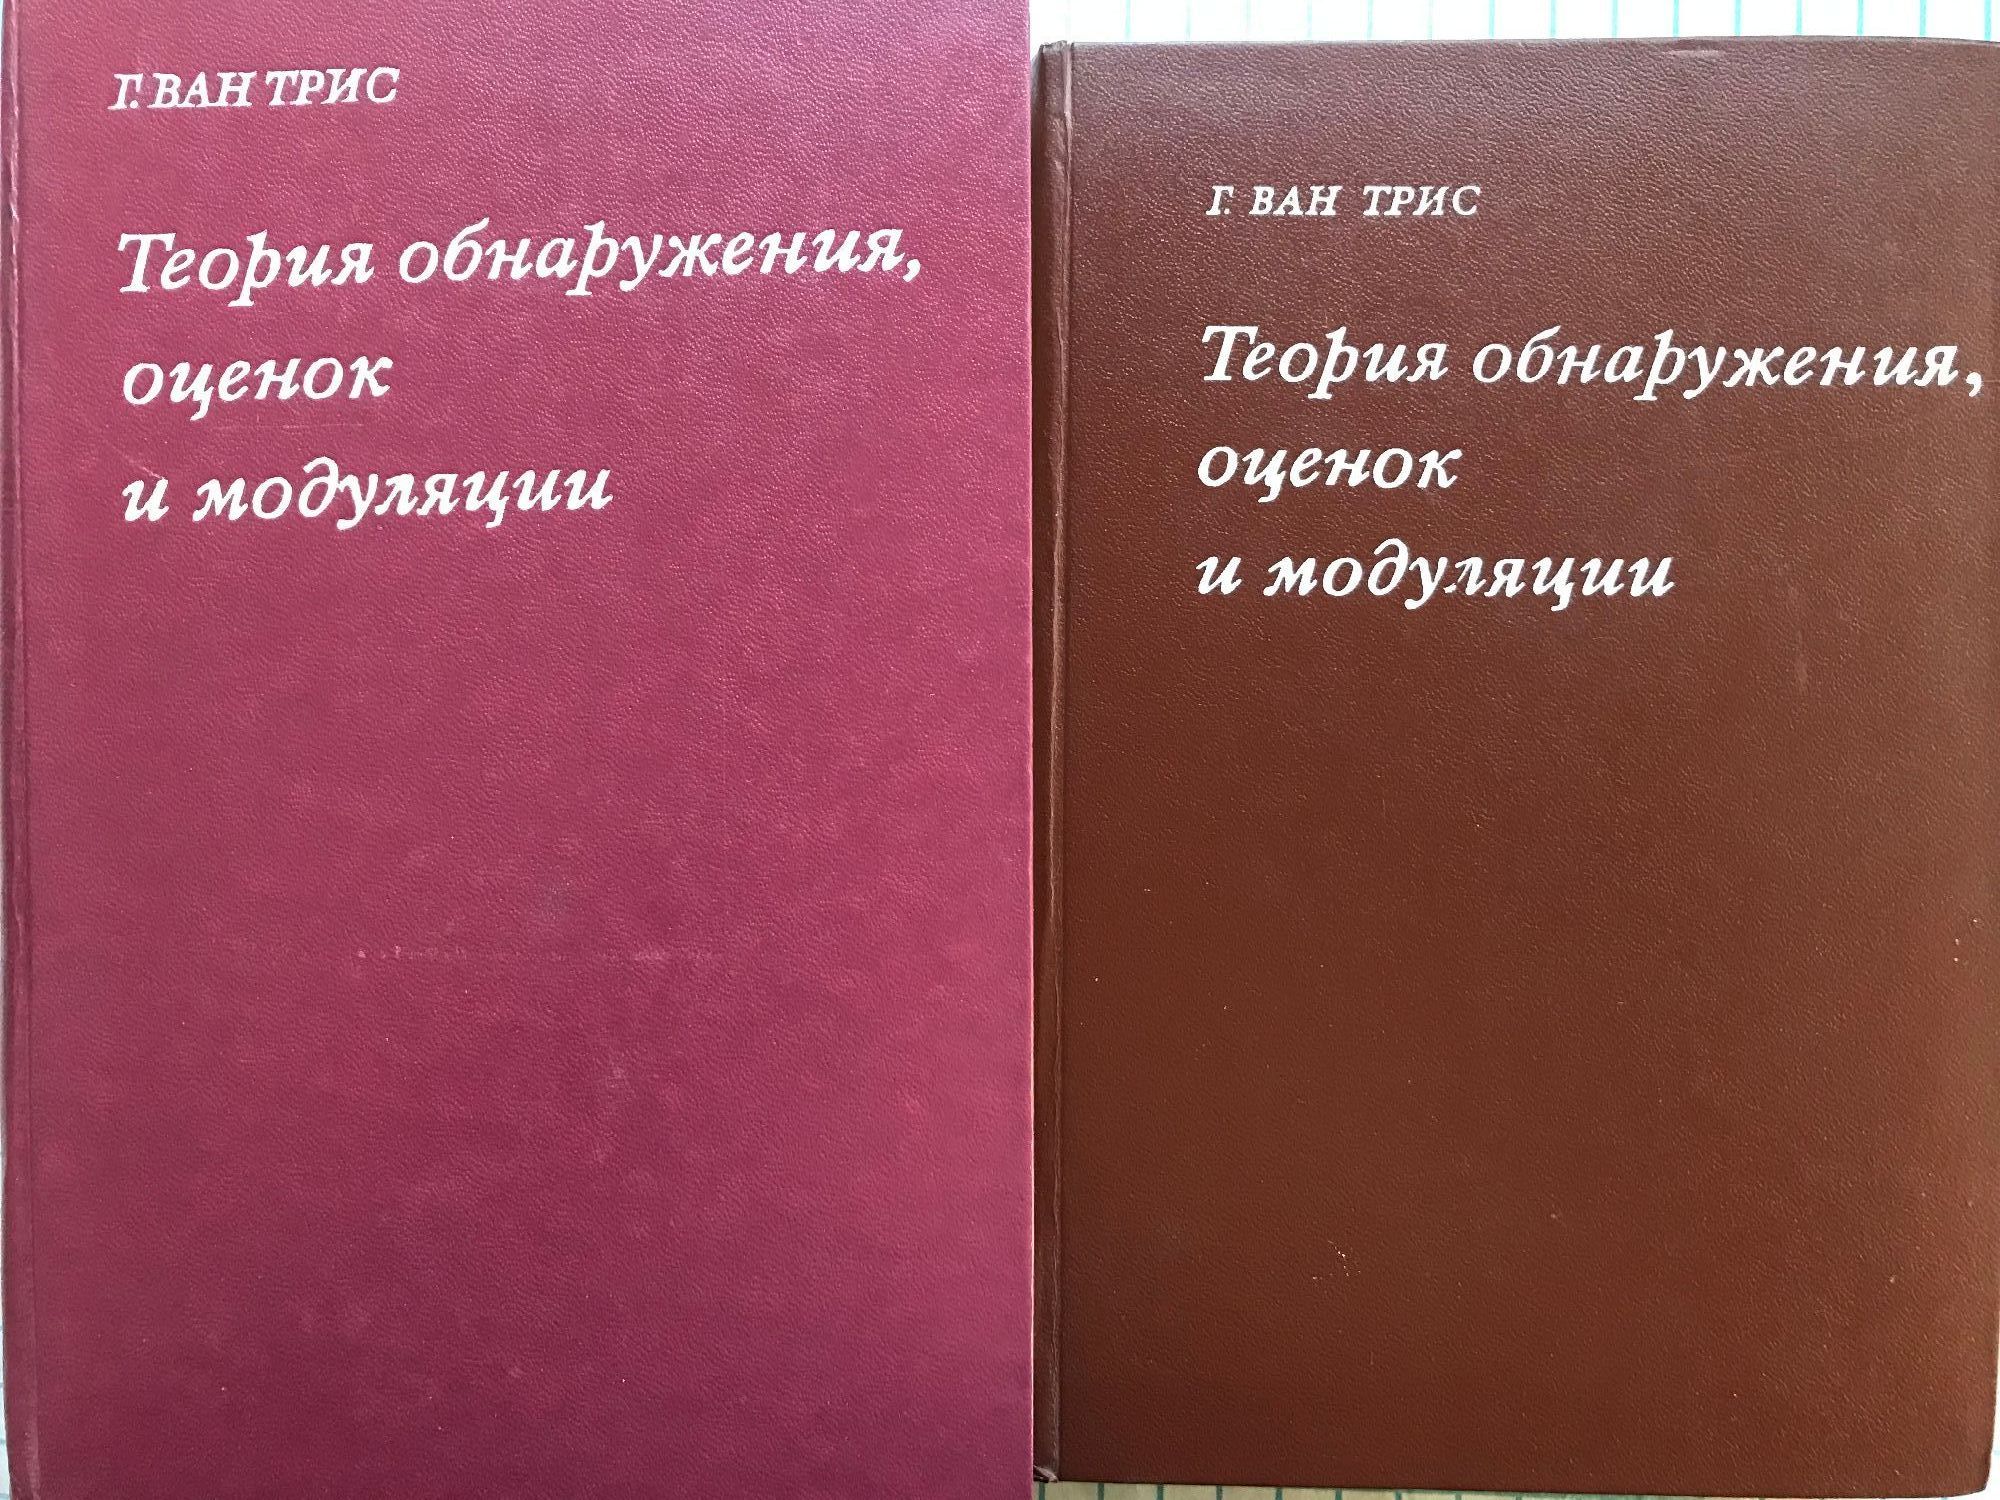 Г. ВАН ТРИС
Теория обнаружения,
оценок
и модуляции
Г. ВАН ТРИС
Теория обнаружения,
оценок
и модуляции